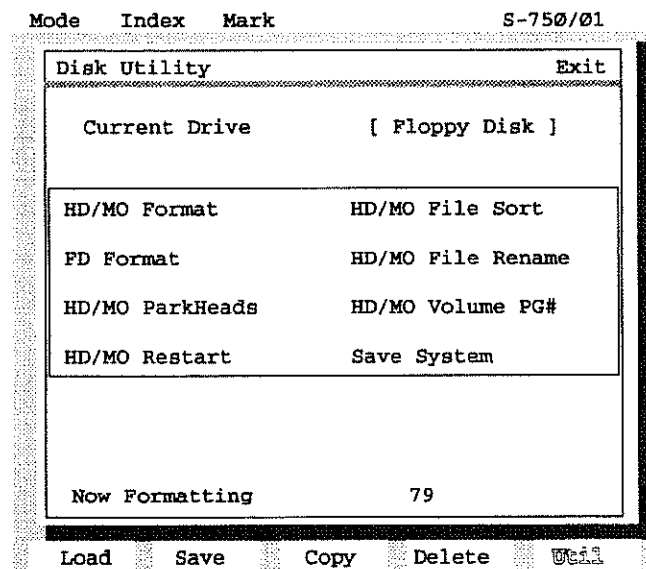 Mode Index Mark S-750/01
Disk Utility Exit
Current Drive [ Floppy Disk ]
HD/MO Format HD/MO File Sort
FD Format HD/MO File Rename
HD/MO ParkHeads HD/MO Volume PG#
HD/MO Restart Save System
Now Formatting 79
Load Save Copy Delete Util